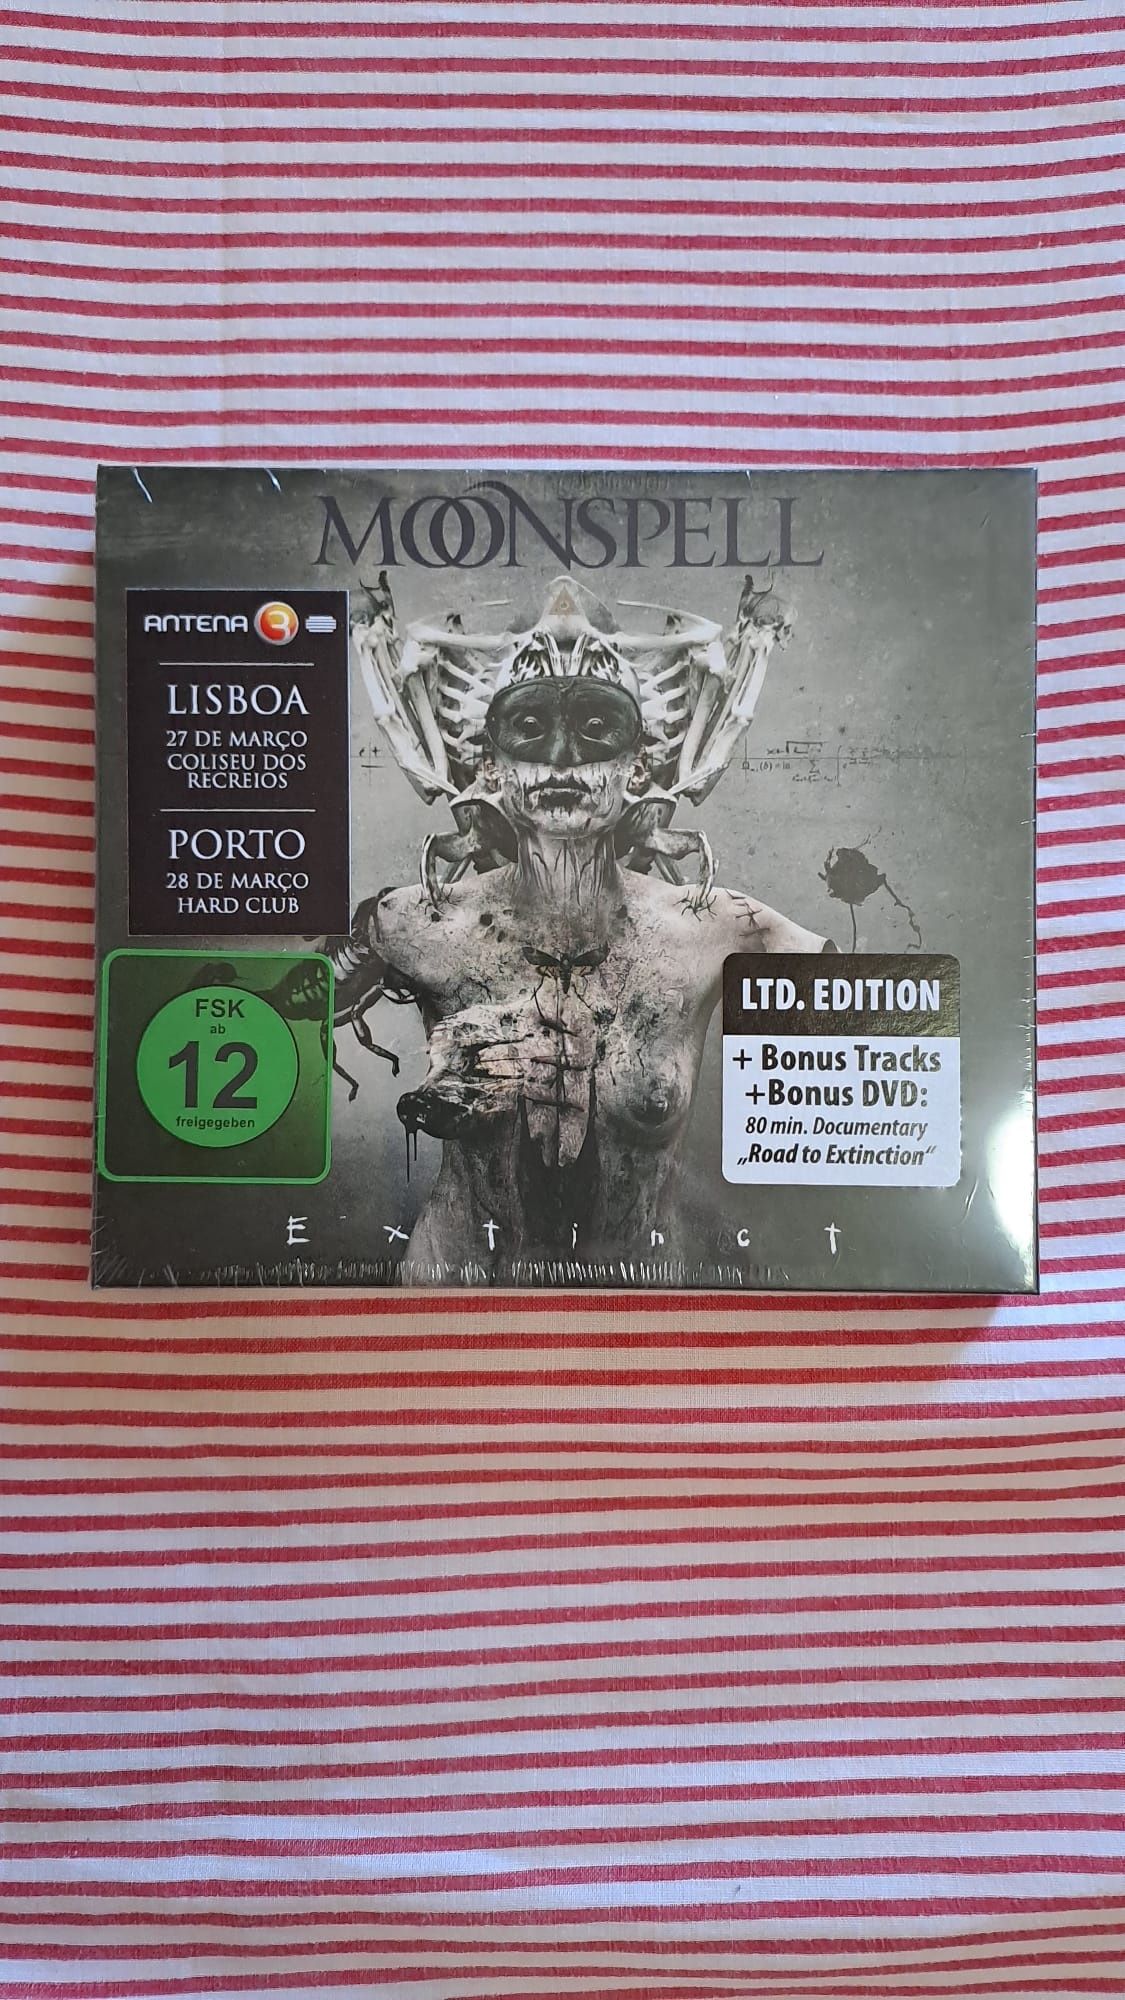 MOONSPELL
ANTENA 3
LISBOA
27 DE MARÇO
COLISEU DOS
RECREIOS
PORTO
28 DE MARÇO
HARD CLUB
FSK
ab
12
freigegeben
LTD. EDITION
+ Bonus Tracks
+Bonus DVD:
80 min. Documentary
„Road to Extinction“
Extinct